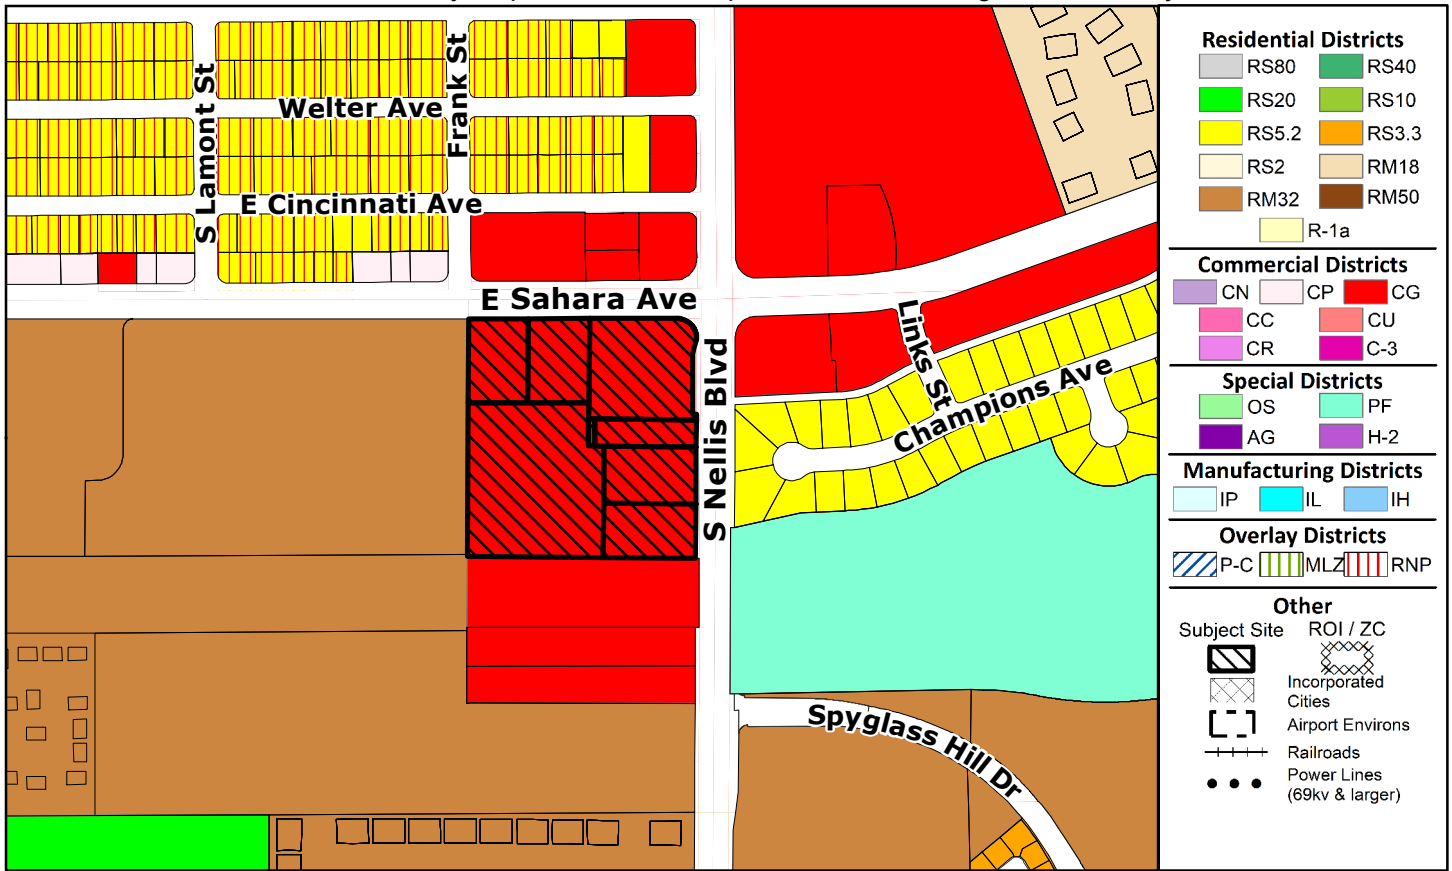 S Lamont St
Frank St
Welter Ave
E Cincinnati Ave
E Sahara Ave
S Nellis Blvd
Links St
Champions Ave
Spyglass Hill Dr
Residential Districts
RS80 RS40
RS20 RS10
RS5.2 RS3.3
RS2 RM18
RM32 RM50
R-1a
Commercial Districts
CN CP CG
CC CU
CR C-3
Special Districts
OS PF
AG H-2
Manufacturing Districts
IP IL IH
Overlay Districts
P-C MLZ RNP
Other
Subject Site ROI / ZC
Incorporated
Cities
Airport Environs
Railroads
Power Lines
(69kv & larger)